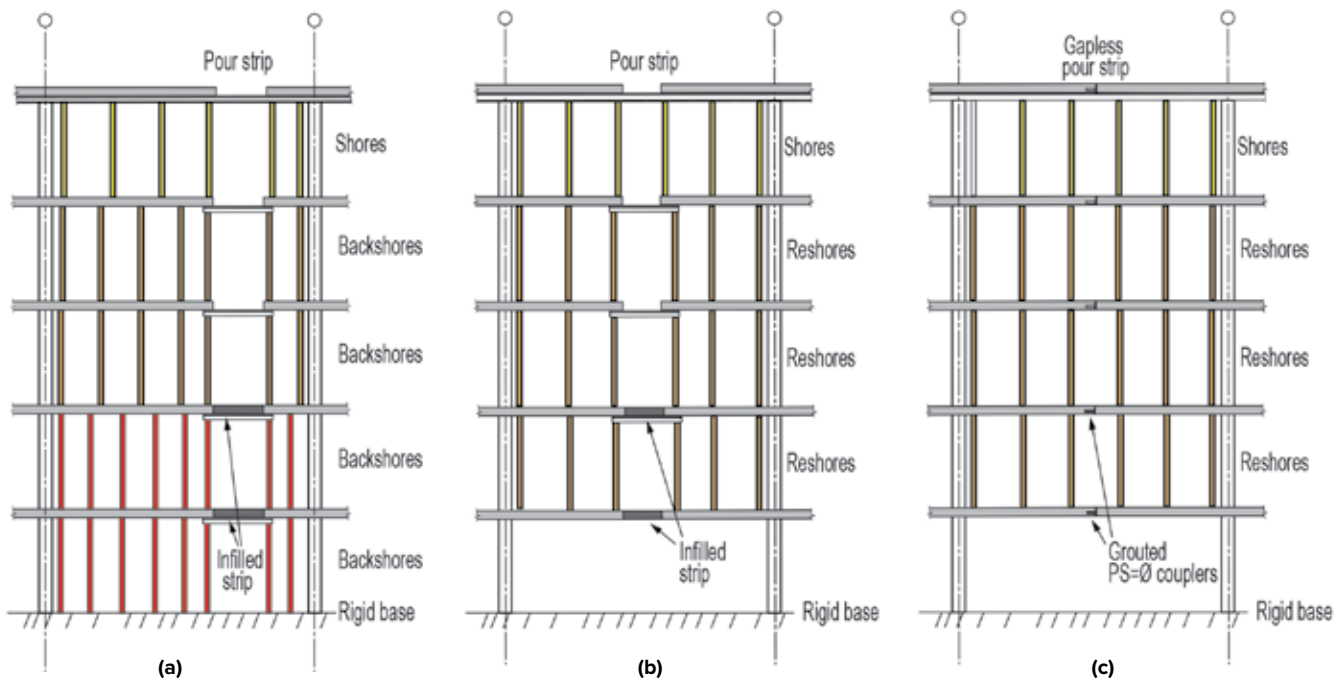 Pour strip
Shores
Backshores
Backshores
Backshores
Infilled
strip
Backshores
Rigid base
(a)
Pour strip
Shores
Reshores
Reshores
Reshores
Infilled
strip
Rigid base
(b)
Gapless
pour strip
Shores
Reshores
Reshores
Reshores
Grouted
PS=Ø couplers
Rigid base
(c)